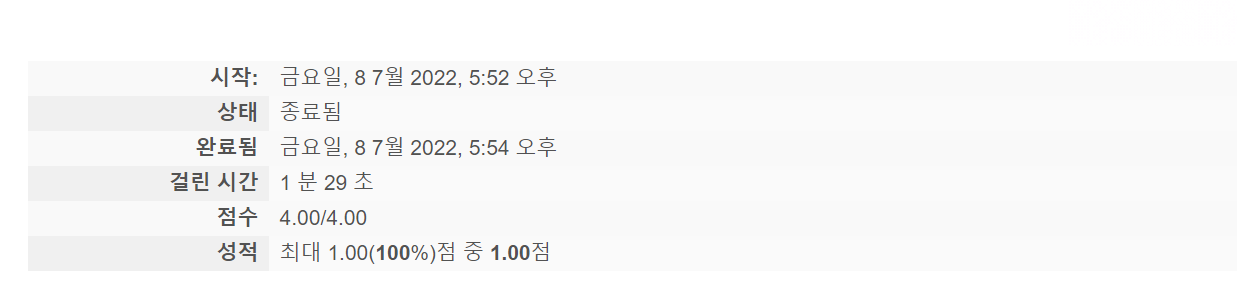 시작: 금요일, 8 7월 2022, 5:52 오후
상태 종료됨
완료됨 금요일, 8 7월 2022, 5:54 오후
걸린 시간 1 분 29 초
점수 4.00/4.00
성적 최대 1.00(100%)점 중 1.00점